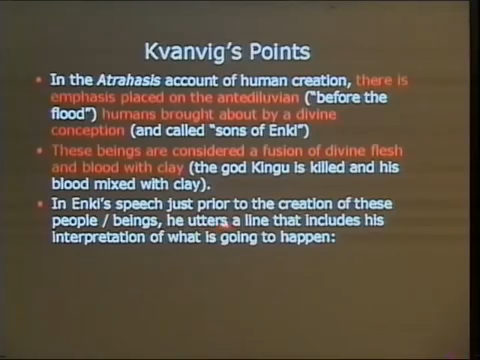 Kvanvig's Points
• In the Atrahasis account of human creation, there is
emphasis placed on the antediluvian ("before the
flood") humans brought about by a divine
conception (and called "sons of Enki")
• These beings are considered a fusion of divine flesh
and blood with clay (the god Kingu is killed and his
blood mixed with clay).
• In Enki's speech just prior to the creation of these
people / beings, he utters a line that includes his
interpretation of what is going to happen: